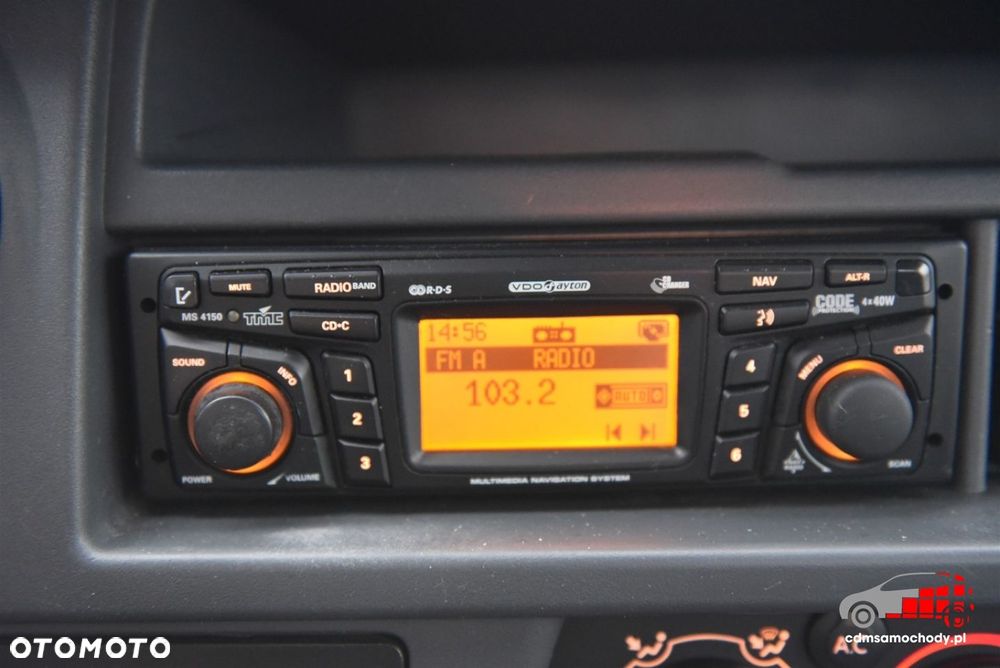 MUTE
RADIO BAND
R·D·S
VDO dayton
CD CHANGER
NAV
ALT-R
MS 4150
TMC
CD•C
CODE 4x40W
PROTECTION
14:56
FM A RADIO
103.2
AUTO
SOUND
INFO
1
2
3
4
5
6
MENU
CLEAR
POWER
VOLUME
SCAN
MULTIMEDIA NAVIGATION SYSTEM
A.C
OTOMOTO
cdmsamochody.pl